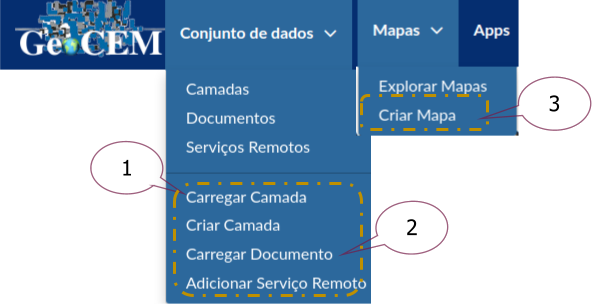 GeoCEM
Conjunto de dados
Mapas
Apps
Camadas
Documentos
Serviços Remotos
Carregar Camada
Criar Camada
Carregar Documento
Adicionar Serviço Remoto
Explorar Mapas
Criar Mapa
1
2
3